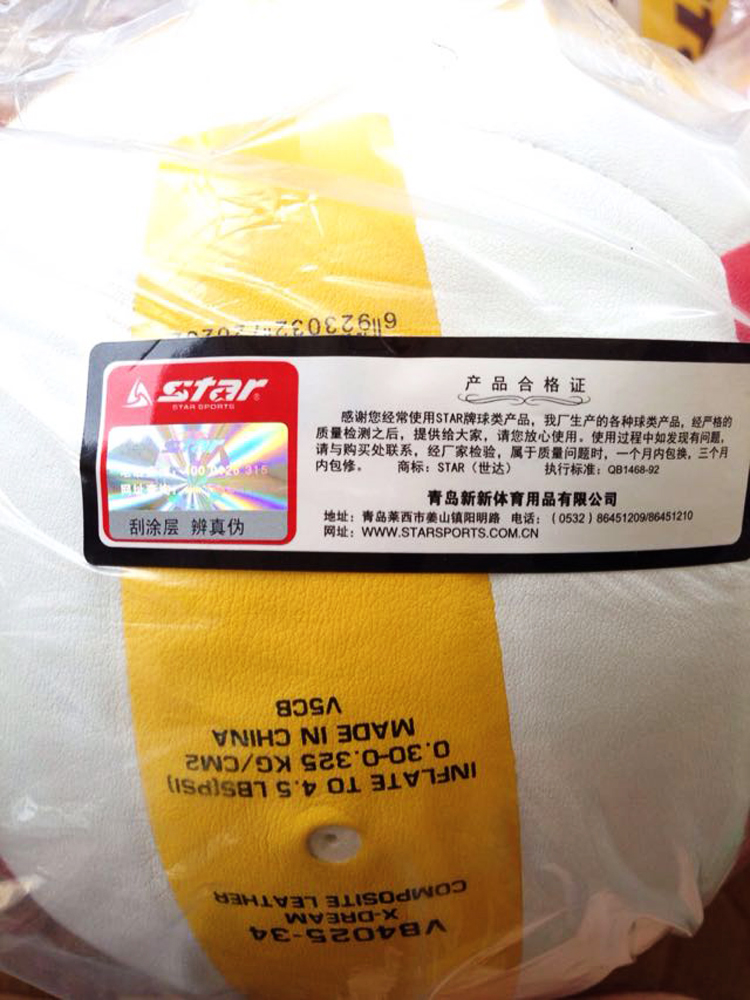 star®
STAR SPORTS
400 0426 315
刮涂层 辨真伪
产品合格证
感谢您经常使用STAR牌球类产品，我厂生产的各种球类产品，经严格的
质量检测之后，提供给大家，请您放心使用。使用过程中如发现有问题，
请与购买处联系，经厂家检验，属于质量问题时，一个月内包换，三个月
内包修。 商标：STAR（世达） 执行标准：QB1468-92
青岛新新体育用品有限公司
地址：青岛莱西市姜山镇阳明路 电话：（0532）86451209/86451210
网址：WWW.STARSPORTS.COM.CN
VB4025-34
X-DREAM
COMPOSITE LEATHER
INFLATE TO 4.5 LBS(PSI)
0.30-0.325 KG/CM2
MADE IN CHINA
V5CB